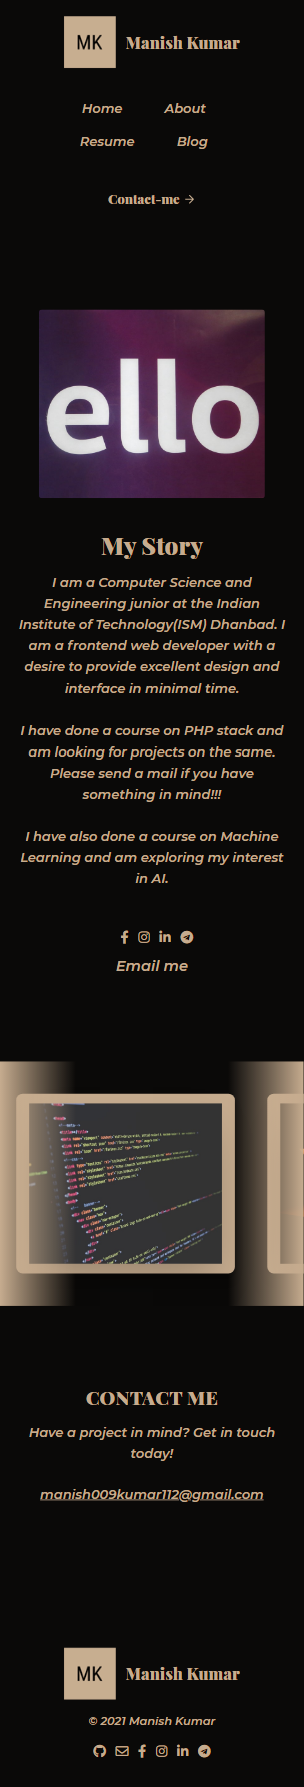 MK Manish Kumar
Home About
Resume Blog
Contact-me →
ello
My Story
I am a Computer Science and
Engineering junior at the Indian
Institute of Technology(ISM) Dhanbad. I
am a frontend web developer with a
desire to provide excellent design and
interface in minimal time.
I have done a course on PHP stack and
am looking for projects on the same.
Please send a mail if you have
something in mind!!!
I have also done a course on Machine
Learning and am exploring my interest
in AI.
Email me
CONTACT ME
Have a project in mind? Get in touch
today!
manish009kumar112@gmail.com
MK Manish Kumar
© 2021 Manish Kumar